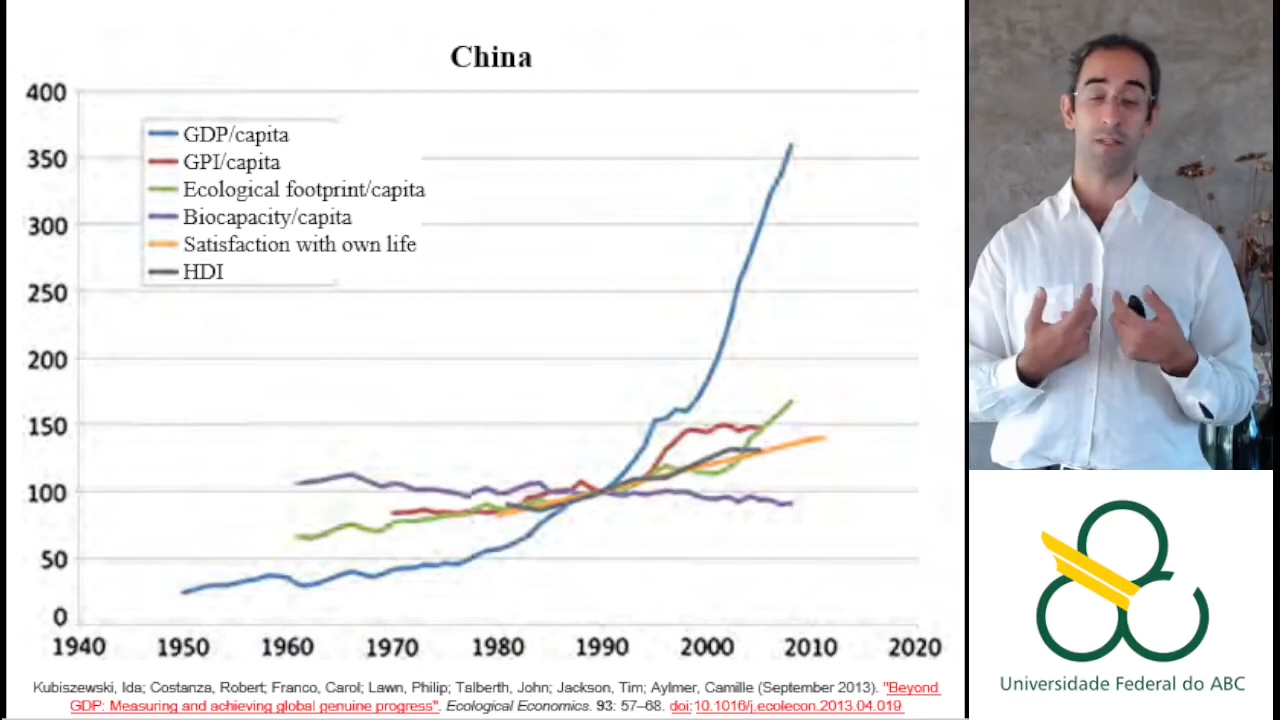 China
400
350
300
250
200
150
100
50
0
GDP/capita
GPI/capita
Ecological footprint/capita
Biocapacity/capita
Satisfaction with own life
HDI
1940 1950 1960 1970 1980 1990 2000 2010 2020
Kubiszewski, Ida; Costanza, Robert; Franco, Carol; Lawn, Philip; Talberth, John; Jackson, Tim; Aylmer, Camille (September 2013). "Beyond
GDP: Measuring and achieving global genuine progress". Ecological Economics. 93: 57–68. doi:10.1016/j.ecolecon.2013.04.019
Universidade Federal do ABC